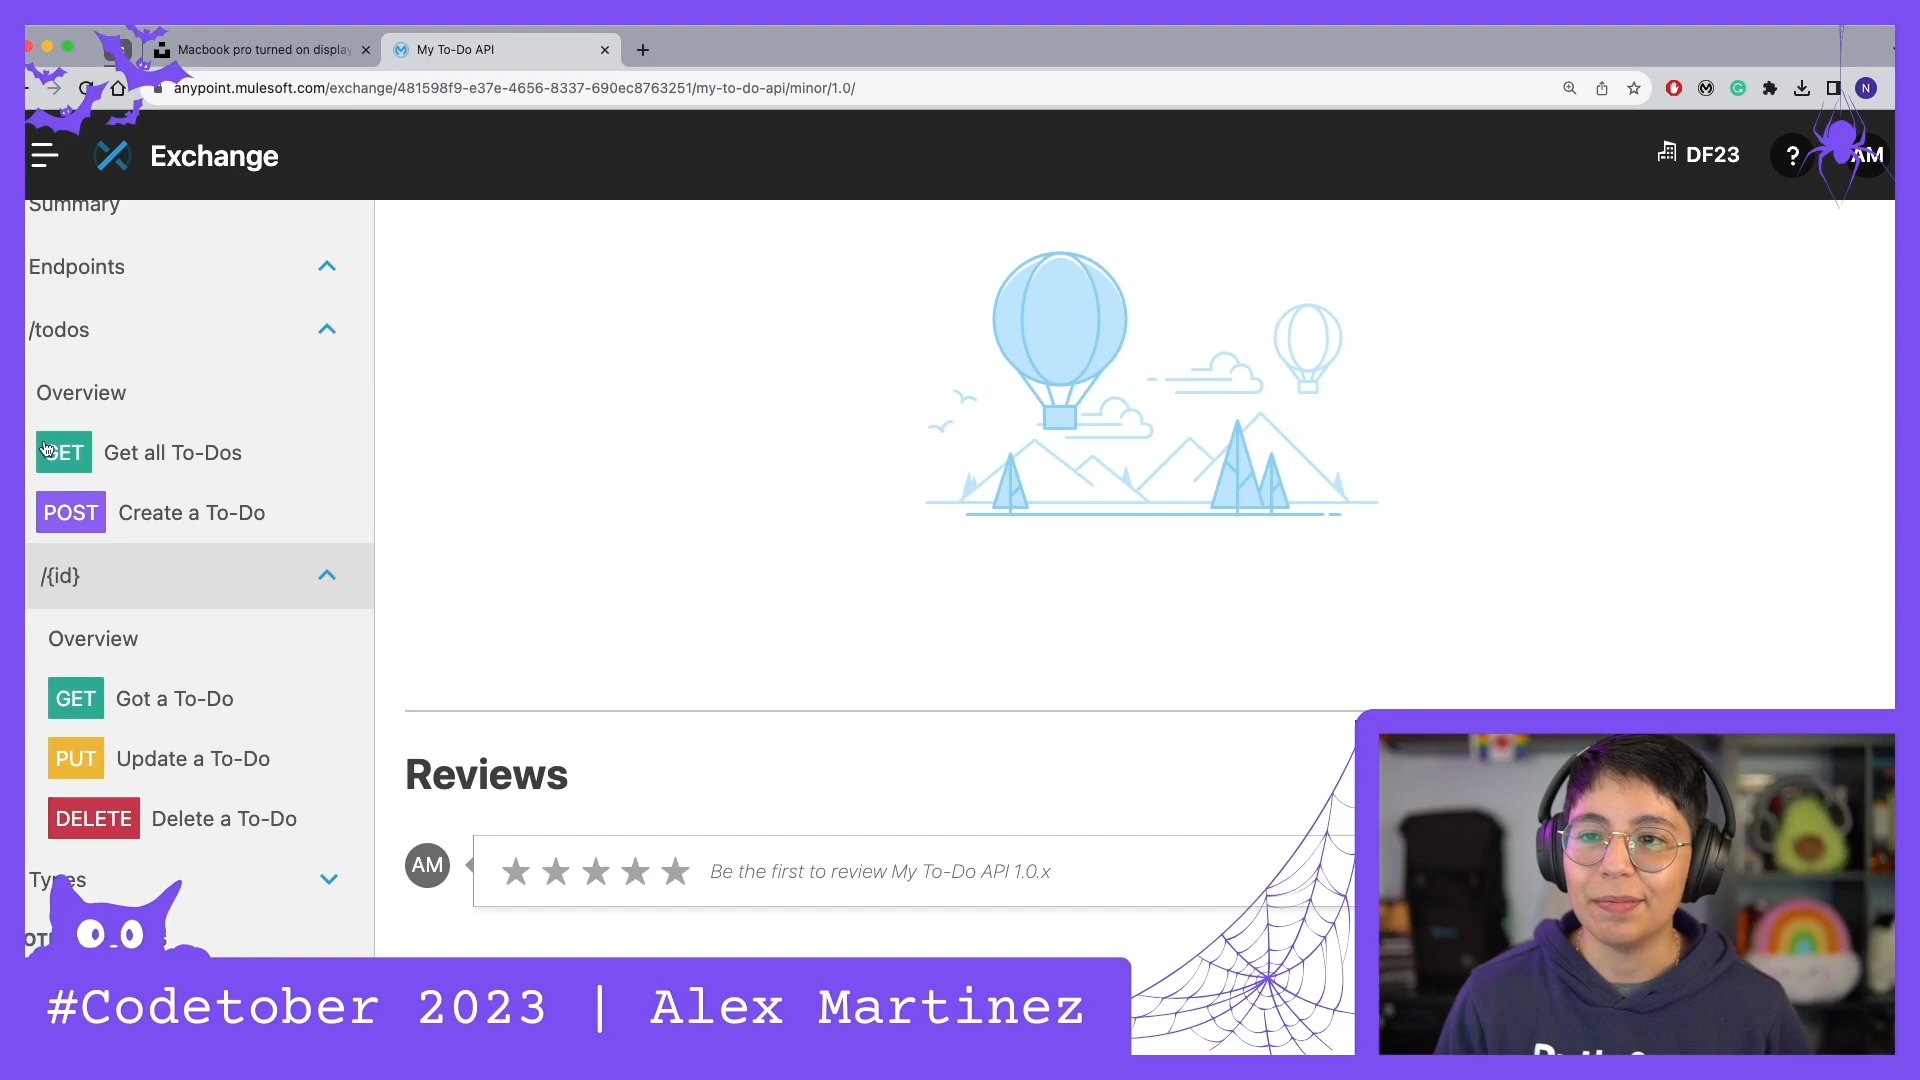 Macbook pro turned on display
My To-Do API
anypoint.mulesoft.com/exchange/481598f9-e37e-4656-8337-690ec8763251/my-to-do-api/minor/1.0/
N
Exchange
DF23
?
AM
Summary
Endpoints
/todos
Overview
GET Get all To-Dos
POST Create a To-Do
/{id}
Overview
GET Got a To-Do
PUT Update a To-Do
DELETE Delete a To-Do
Types
Reviews
AM
Be the first to review My To-Do API 1.0.x
#Codetober 2023 | Alex Martinez